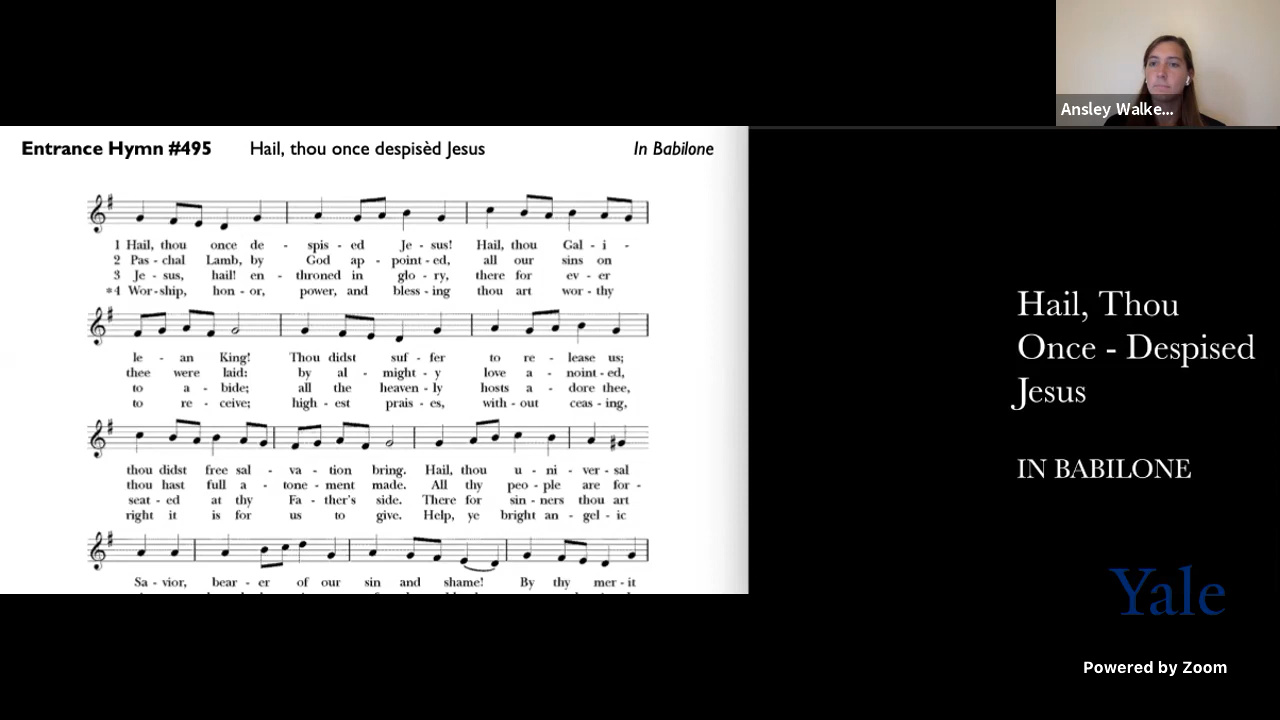 Ansley Walke...
Entrance Hymn #495 Hail, thou once despisèd Jesus In Babilone
1 Hail, thou once de - spis - ed Je - sus! Hail, thou Gal - i -
2 Pas - chal Lamb, by God ap - point - ed, all our sins on
3 Je - sus, hail! en - throned in glo - ry, there for ev - er
*4 Wor - ship, hon - or, power, and bless - ing thou art wor - thy
le - an King! Thou didst suf - fer to re - lease us;
thee were laid: by al - might - y love a - noint - ed,
to a - bide; all the heaven - ly hosts a - dore thee,
to re - ceive; high - est prais - es, with - out ceas - ing,
thou didst free sal - va - tion bring. Hail, thou u - ni - ver - sal
thou hast full a - tone - ment made. All thy peo - ple are for -
seat - ed at thy Fa - ther's side. There for sin - ners thou art
right it is for us to give. Help, ye bright an - gel - ic
Sa - vior, bear - er of our sin and shame! By thy mer - it
Hail, Thou
Once - Despised
Jesus
IN BABILONE
Yale
Powered by Zoom